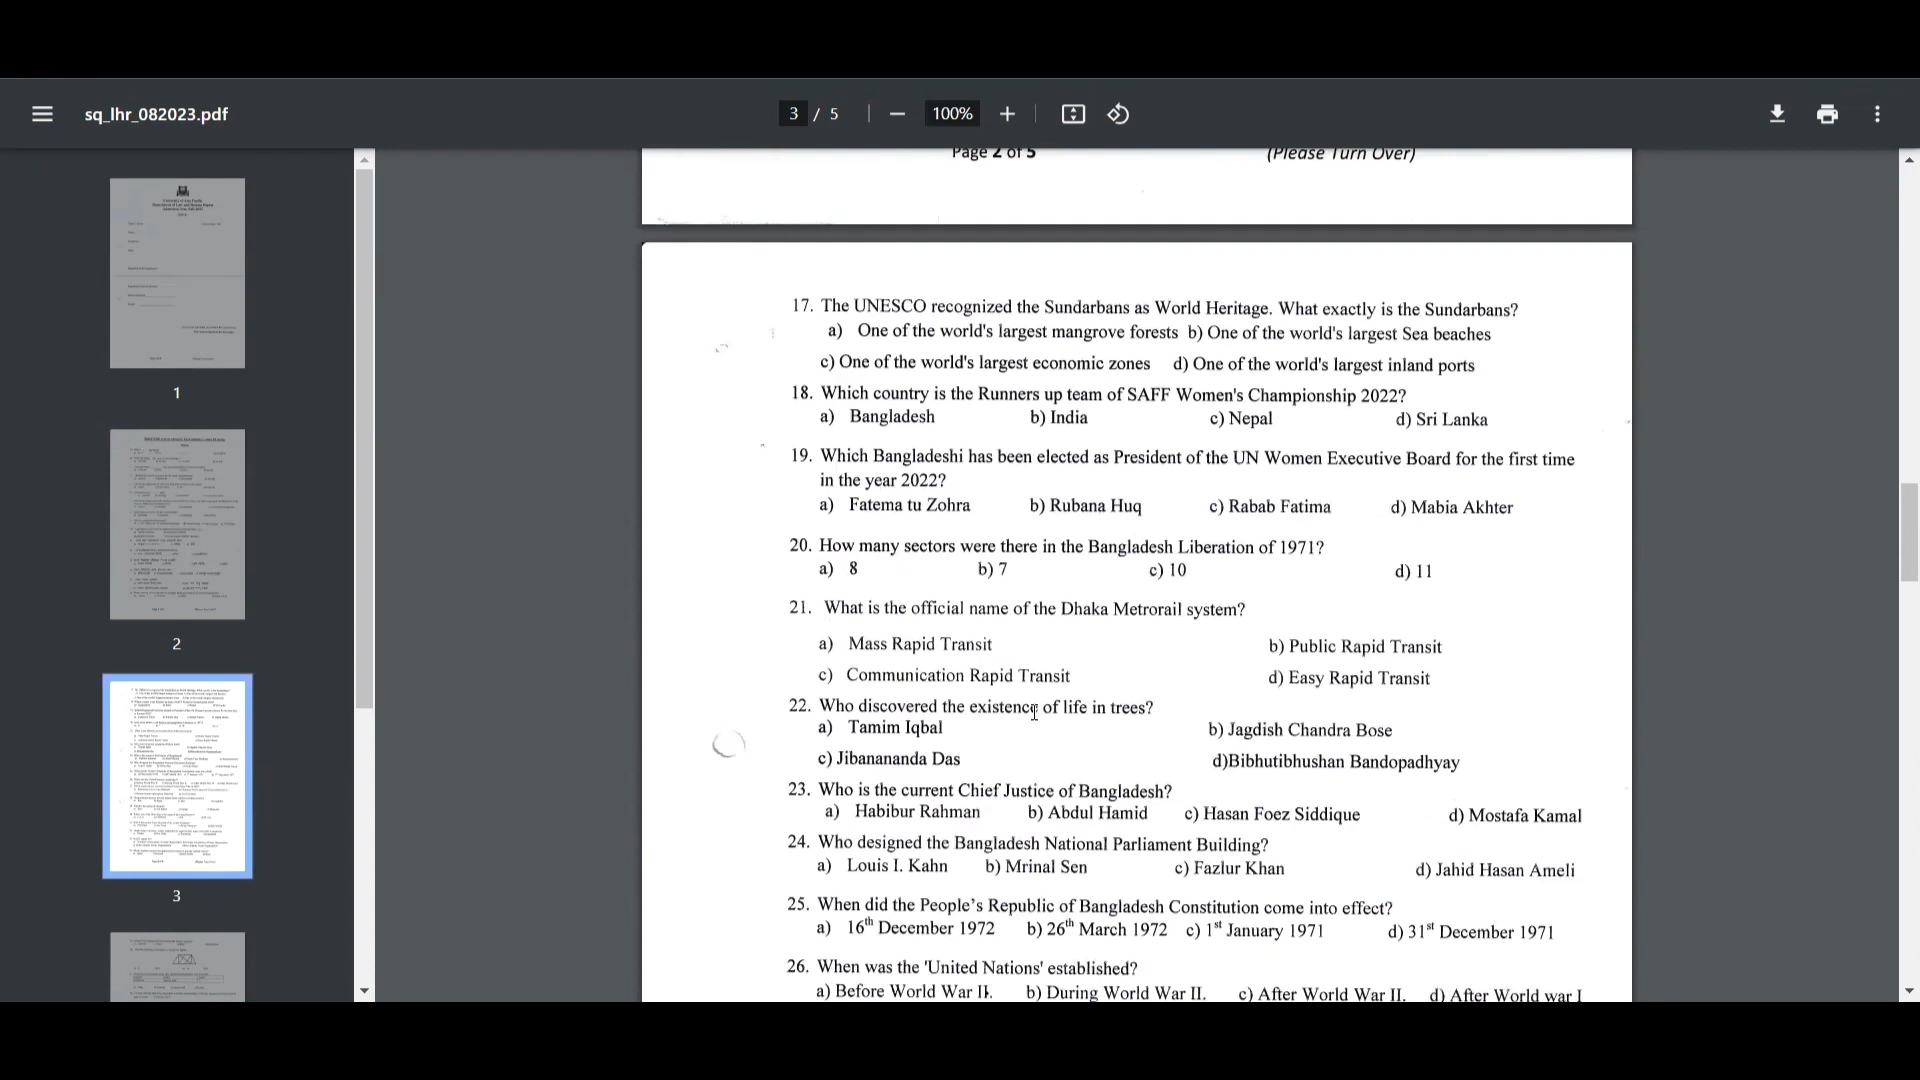 sq_lhr_082023.pdf
3 / 5
100%
Page 2 of 5 (Please Turn Over)
17. The UNESCO recognized the Sundarbans as World Heritage. What exactly is the Sundarbans?
a) One of the world's largest mangrove forests b) One of the world's largest Sea beaches
c) One of the world's largest economic zones d) One of the world's largest inland ports
18. Which country is the Runners up team of SAFF Women's Championship 2022?
a) Bangladesh b) India c) Nepal d) Sri Lanka
19. Which Bangladeshi has been elected as President of the UN Women Executive Board for the first time
in the year 2022?
a) Fatema tu Zohra b) Rubana Huq c) Rabab Fatima d) Mabia Akhter
20. How many sectors were there in the Bangladesh Liberation of 1971?
a) 8 b) 7 c) 10 d) 11
21. What is the official name of the Dhaka Metrorail system?
a) Mass Rapid Transit b) Public Rapid Transit
c) Communication Rapid Transit d) Easy Rapid Transit
22. Who discovered the existence of life in trees?
a) Tamim Iqbal b) Jagdish Chandra Bose
c) Jibanananda Das d)Bibhutibhushan Bandopadhyay
23. Who is the current Chief Justice of Bangladesh?
a) Habibur Rahman b) Abdul Hamid c) Hasan Foez Siddique d) Mostafa Kamal
24. Who designed the Bangladesh National Parliament Building?
a) Louis I. Kahn b) Mrinal Sen c) Fazlur Khan d) Jahid Hasan Ameli
25. When did the People's Republic of Bangladesh Constitution come into effect?
a) 16th December 1972 b) 26th March 1972 c) 1st January 1971 d) 31st December 1971
26. When was the 'United Nations' established?
a) Before World War II. b) During World War II. c) After World War II. d) After World war I
1
2
3